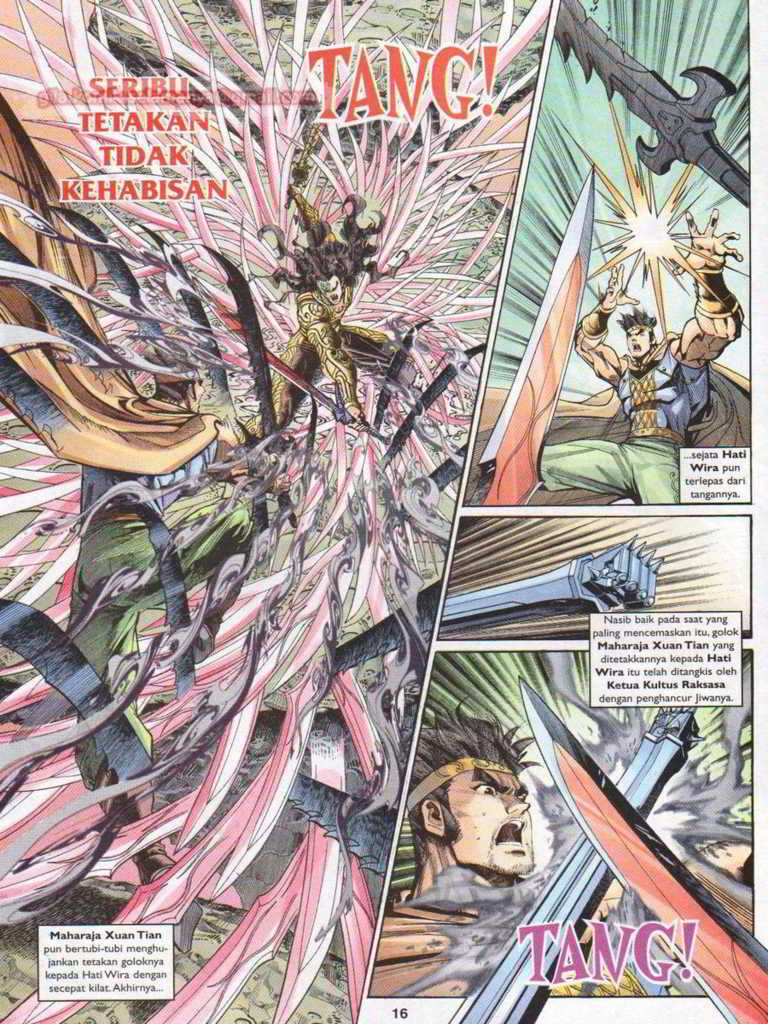 SERIBU
TETAKAN
TIDAK
KEHABISAN
TANG!
Maharaja Xuan Tian
pun bertubi-tubi menghu-
jankan tetakan goloknya
kepada Hati Wira dengan
secepat kilat. Akhirnya...
...sejata Hati
Wira pun
terlepas dari
tangannya.
Nasib baik pada saat yang
paling mencemaskan itu, golok
Maharaja Xuan Tian yang
ditetakkannya kepada Hati
Wira itu telah ditangkis oleh
Ketua Kultus Raksasa
dengan penghancur Jiwanya.
TANG!
16